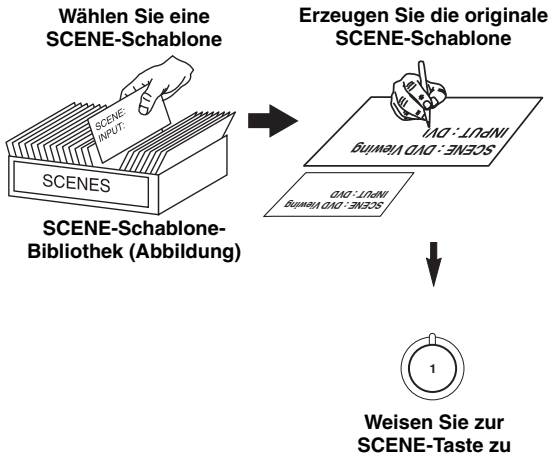 Wählen Sie eine
SCENE-Schablone
SCENE:
INPUT:
SCENES
SCENE-Schablone-
Bibliothek (Abbildung)
Erzeugen Sie die originale
SCENE-Schablone
SCENE : DVD Viewing
INPUT : DVI
SCENE : DVD Viewing
INPUT : DVD
1
Weisen Sie zur
SCENE-Taste zu